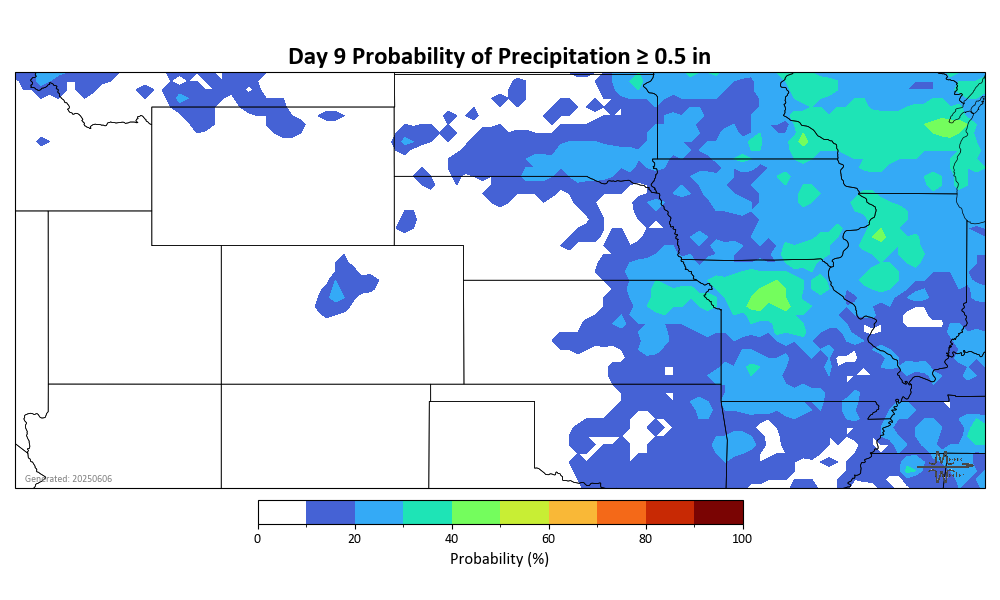 Day 9 Probability of Precipitation ≥ 0.5 in
Generated: 20250606
0 20 40 60 80 100
Probability (%)